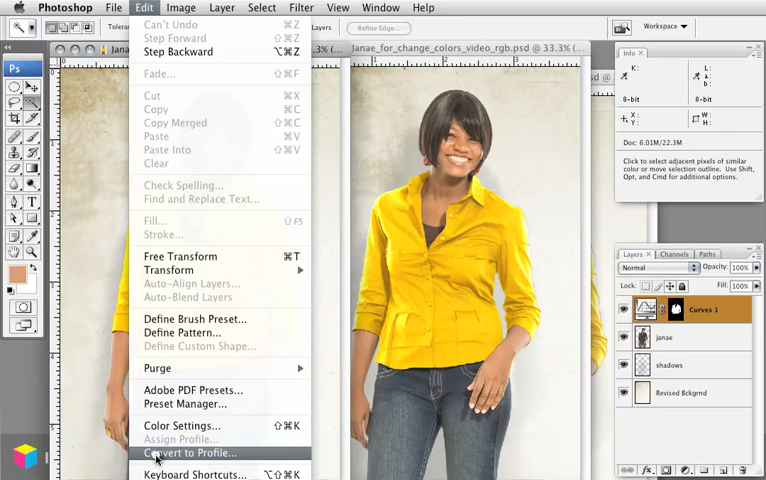 Photoshop File Edit Image Layer Select Filter Analysis View Window Help
Refine Edge...
Workspace
Janae_for_change_colors_video_rgb.psd @ 33.3% (...
Can't Undo ⌘Z
Step Forward ⇧⌘Z
Step Backward ⌥⌘Z
Fade... ⇧⌘F
Cut ⌘X
Copy ⌘C
Copy Merged ⇧⌘C
Paste ⌘V
Paste Into ⇧⌘V
Clear
Check Spelling...
Find and Replace Text...
Fill... ⇧F5
Stroke...
Free Transform ⌘T
Transform
Auto-Align Layers...
Auto-Blend Layers
Define Brush Preset...
Define Pattern...
Define Custom Shape...
Purge
Adobe PDF Presets...
Preset Manager...
Color Settings... ⇧⌘K
Assign Profile...
Convert to Profile...
Keyboard Shortcuts... ⌥⇧⌘K
Ps
Info
K: L:
a:
b:
8-bit 8-bit
X: W:
Y: H:
Doc: 6.01M/22.3M
Click to select adjacent pixels of similar
color or move selection outline. Use Shift,
Opt, and Cmd for additional options.
Layers Channels Paths
Normal Opacity: 100%
Lock: Fill: 100%
Curves 1
janae
shadows
Revised Bckgrnd